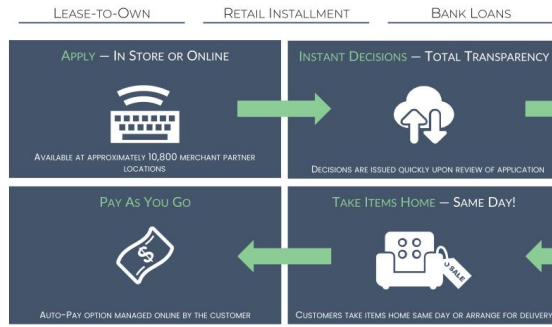 LEASE-TO-OWN
RETAIL INSTALLMENT
BANK LOANS
APPLY – IN STORE OR ONLINE
AVAILABLE AT APPROXIMATELY 10,800 MERCHANT PARTNER
LOCATIONS
INSTANT DECISIONS – TOTAL TRANSPARENCY
DECISIONS ARE ISSUED QUICKLY UPON REVIEW OF APPLICATION
PAY AS YOU GO
$
AUTO-PAY OPTION MANAGED ONLINE BY THE CUSTOMER
TAKE ITEMS HOME – SAME DAY!
SALE
CUSTOMERS TAKE ITEMS HOME SAME DAY OR ARRANGE FOR DELIVERY